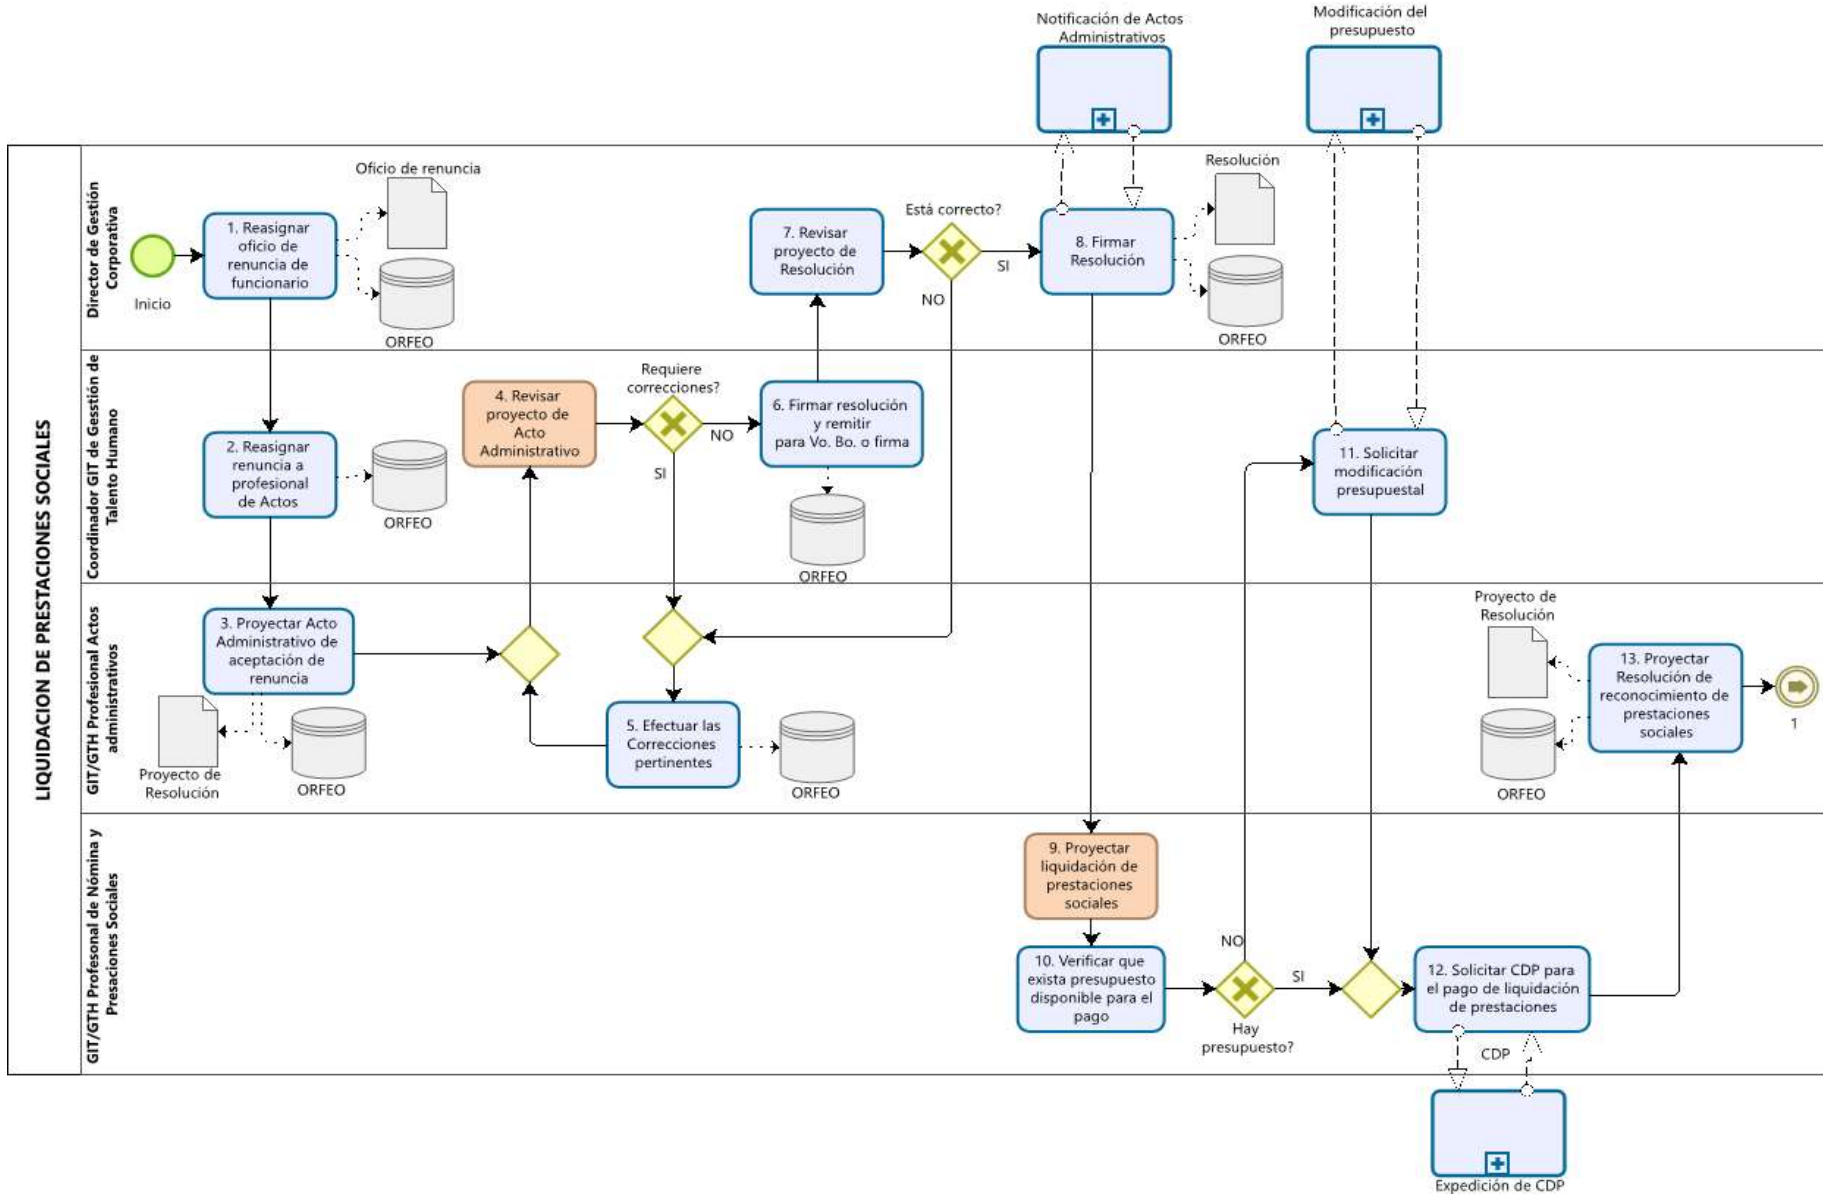 Notificación de Actos
Administrativos
Modificación del
presupuesto
LIQUIDACION DE PRESTACIONES SOCIALES
Director de Gestión
Corporativa
Inicio
1. Reasignar
oficio de
renuncia de
funcionario
Oficio de renuncia
ORFEO
7. Revisar
proyecto de
Resolución
Está correcto?
SI
NO
8. Firmar
Resolución
Resolución
ORFEO
Coordinador GIT de Gesstión de
Talento Humano
2. Reasignar
renuncia a
profesional
de Actos
ORFEO
4. Revisar
proyecto de
Acto
Administrativo
Requiere
correcciones?
NO
SI
6. Firmar resolución
y remitir
para Vo. Bo. o firma
ORFEO
11. Solicitar
modificación
presupuestal
GIT/GTH Profesional Actos
administrativos
3. Proyectar Acto
Administrativo de
aceptación de
renuncia
Proyecto de
Resolución
ORFEO
5. Efectuar las
Correcciones
pertinentes
ORFEO
Proyecto de
Resolución
ORFEO
13. Proyectar
Resolución de
reconocimiento de
prestaciones
sociales
1
GIT/GTH Profesional de Nómina y
Presaciones Sociales
9. Proyectar
liquidación de
prestaciones
sociales
10. Verificar que
exista presupuesto
disponible para el
pago
NO
SI
Hay
presupuesto?
12. Solicitar CDP para
el pago de liquidación
de prestaciones
CDP
Expedición de CDP